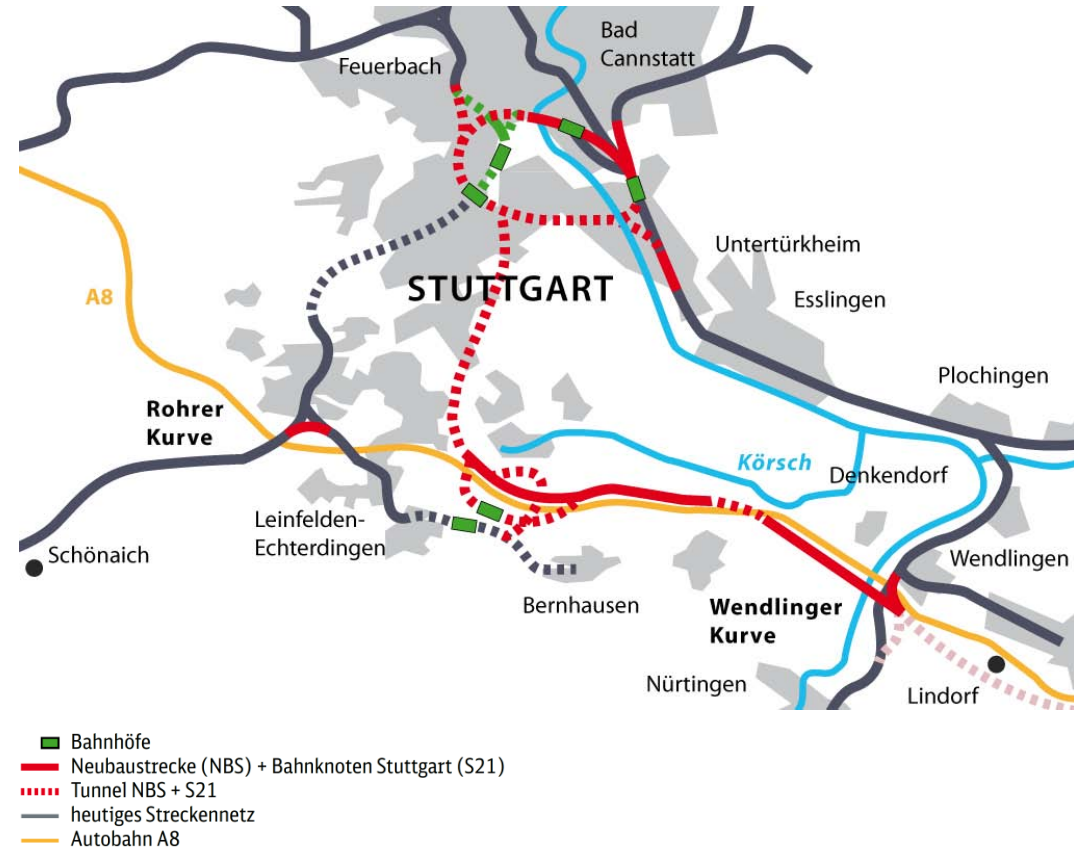 Bad
Cannstatt
Feuerbach
Untertürkheim
STUTTGART
A8
Esslingen
Plochingen
Rohrer
Kurve
Körsch
Denkendorf
Leinfelden-
Echterdingen
Schönaich
Wendlingen
Bernhausen
Wendlinger
Kurve
Nürtingen
Lindorf
Bahnhöfe
Neubaustrecke (NBS) + Bahnknoten Stuttgart (S21)
Tunnel NBS + S21
heutiges Streckennetz
Autobahn A8